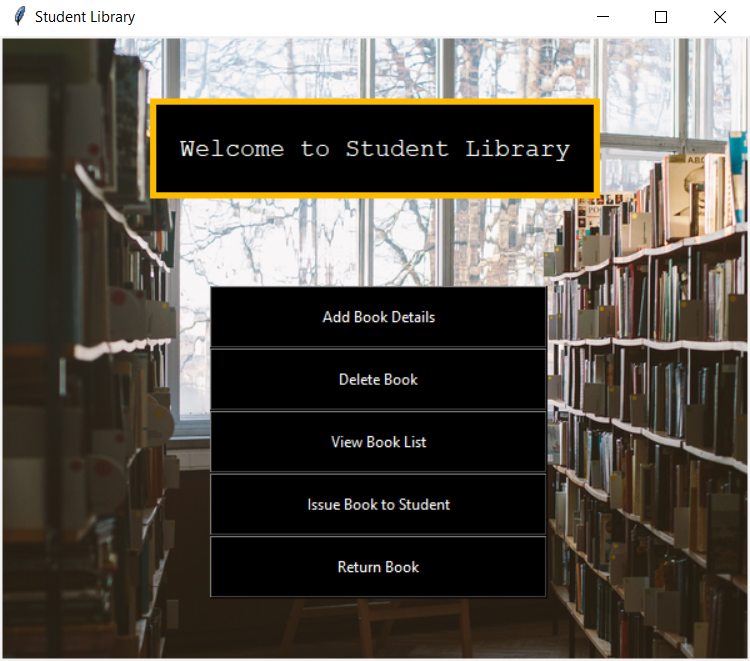 Student Library
Welcome to Student Library
Add Book Details
Delete Book
View Book List
Issue Book to Student
Return Book